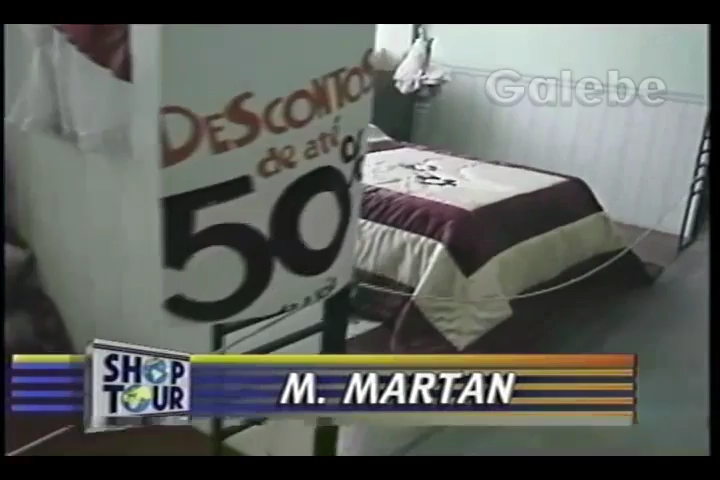 Galebe
DESCONTOS
de até
50%
SHOP
TOUR
M. MARTAN